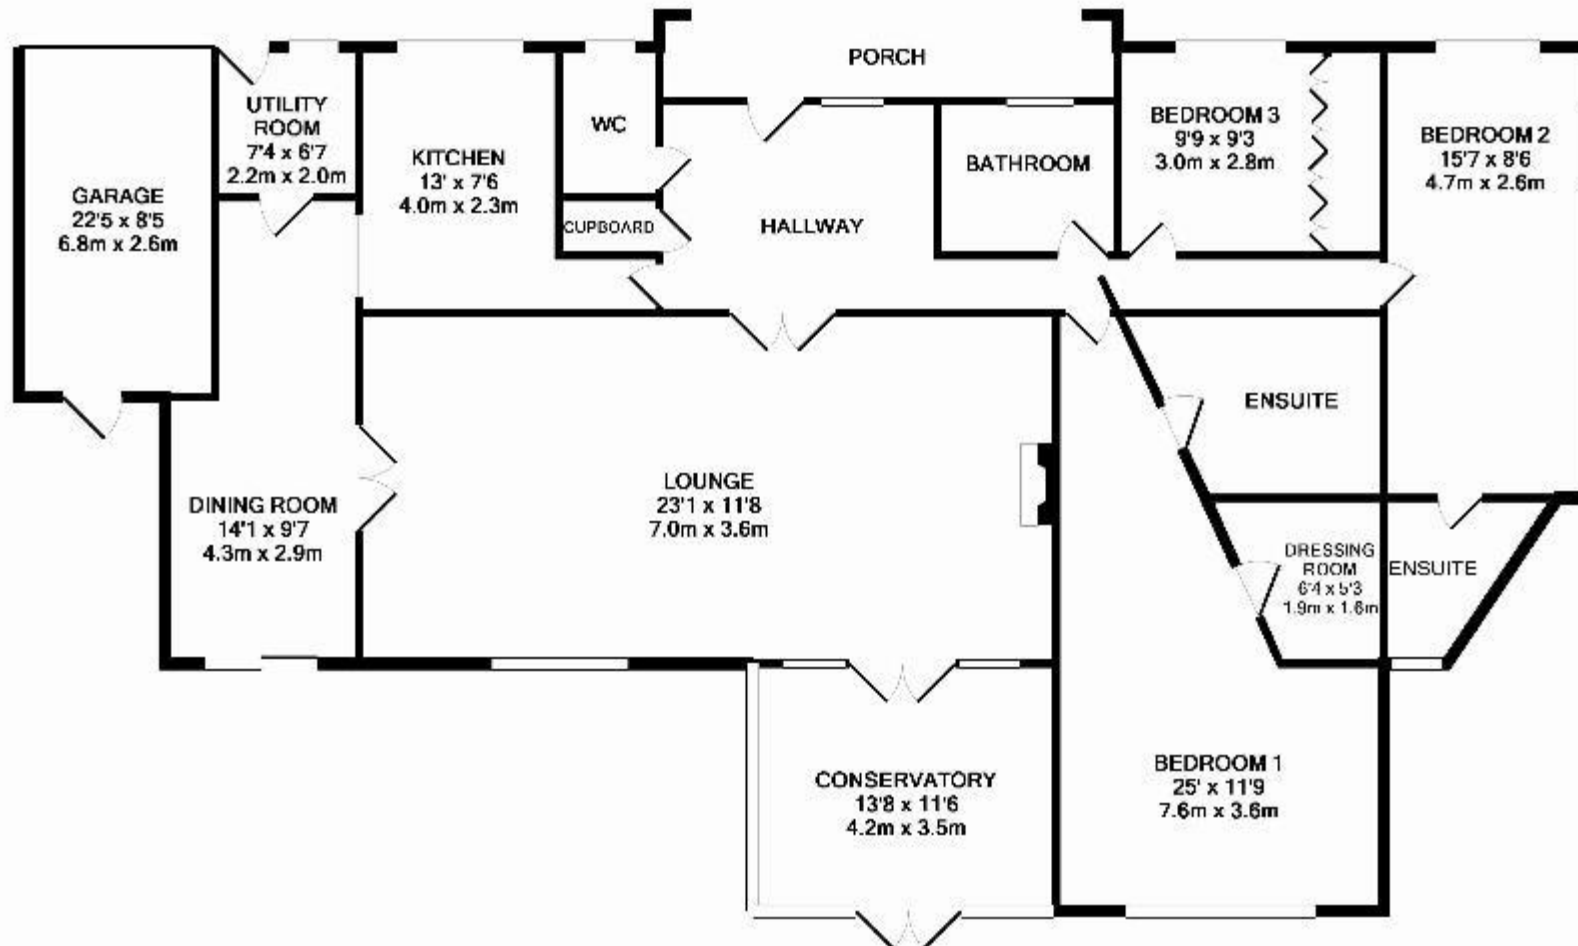 PORCH
UTILITY
ROOM
7'4 x 6'7
2.2m x 2.0m
WC
BEDROOM 3
9'9 x 9'3
3.0m x 2.8m
BEDROOM 2
15'7 x 8'6
4.7m x 2.6m
KITCHEN
13' x 7'6
4.0m x 2.3m
BATHROOM
GARAGE
22'5 x 8'5
6.8m x 2.6m
CUPBOARD
HALLWAY
ENSUITE
LOUNGE
23'1 x 11'8
7.0m x 3.6m
DINING ROOM
14'1 x 9'7
4.3m x 2.9m
DRESSING
ROOM
6'4 x 5'3
1.9m x 1.6m
ENSUITE
CONSERVATORY
13'8 x 11'6
4.2m x 3.5m
BEDROOM 1
25' x 11'9
7.6m x 3.6m